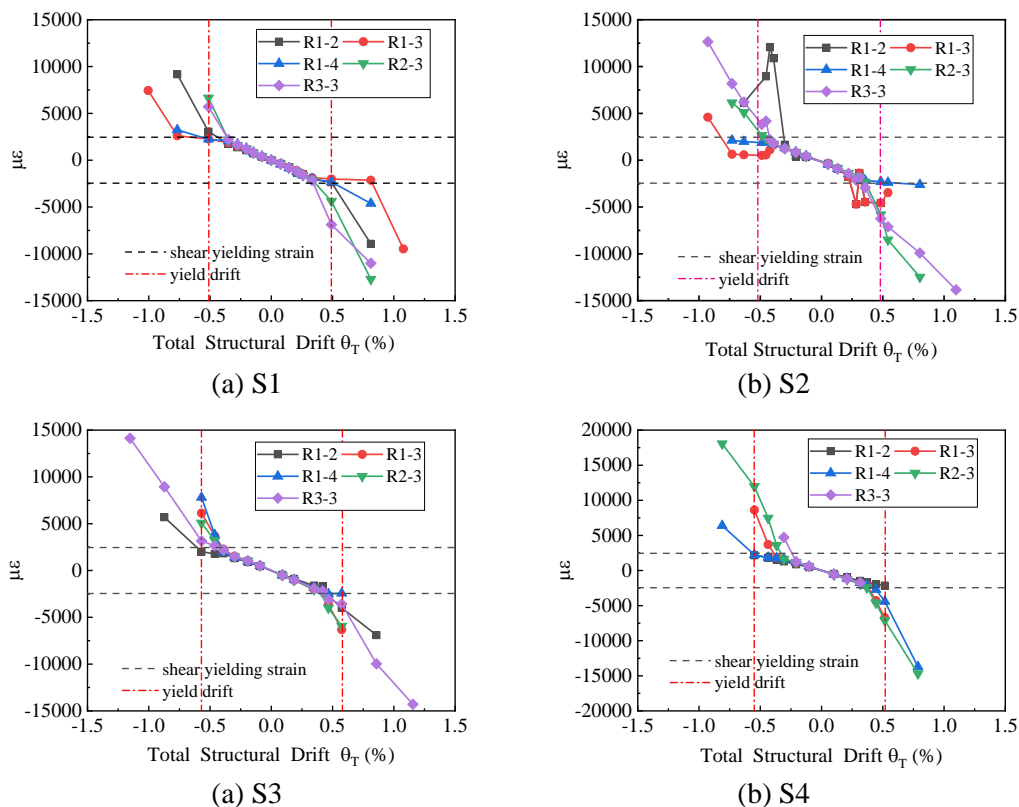 15000
10000
5000
0
-5000
-10000
-15000
με
R1-2 R1-3
R1-4 R2-3
R3-3
shear yielding strain
yield drift
-1.5 -1.0 -0.5 0.0 0.5 1.0 1.5
Total Structural Drift θT (%)
(a) S1
15000
10000
5000
0
-5000
-10000
-15000
με
R1-2 R1-3
R1-4 R2-3
R3-3
shear yielding strain
yield drift
-1.5 -1.0 -0.5 0.0 0.5 1.0 1.5
Total Structural Drift θT (%)
(b) S2
15000
10000
5000
0
-5000
-10000
-15000
με
R1-2 R1-3
R1-4 R2-3
R3-3
shear yielding strain
yield drift
-1.5 -1.0 -0.5 0.0 0.5 1.0 1.5
Total Structural Drift θT (%)
(a) S3
20000
15000
10000
5000
0
-5000
-10000
-15000
-20000
με
R1-2 R1-3
R1-4 R2-3
R3-3
shear yielding strain
yield drift
-1.5 -1.0 -0.5 0.0 0.5 1.0 1.5
Total Structural Drift θT (%)
(b) S4